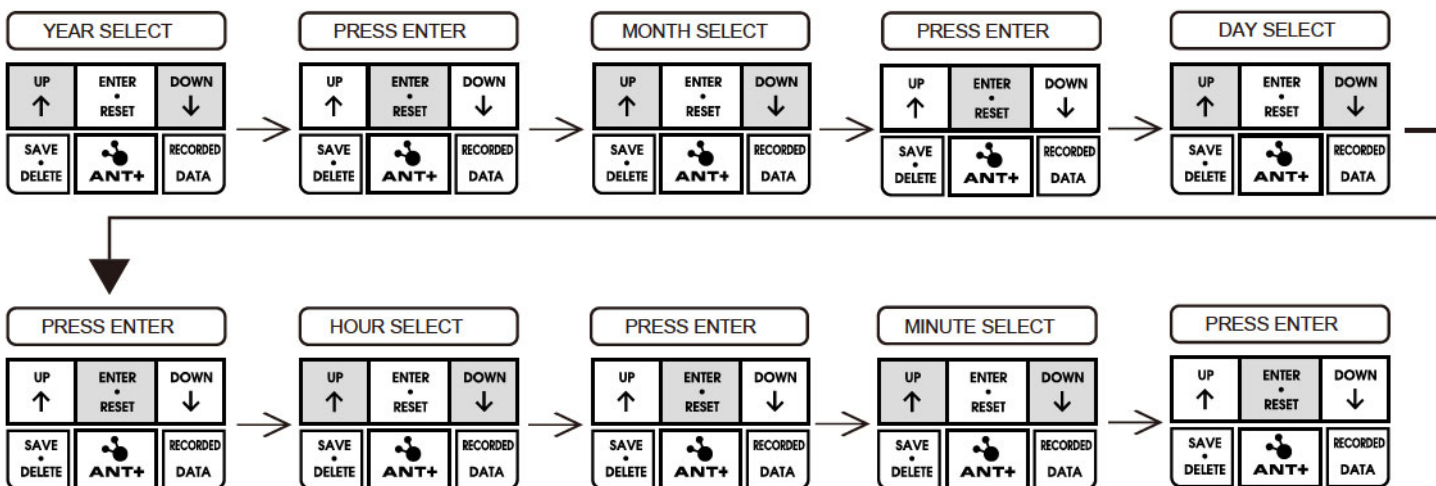 YEAR SELECT PRESS ENTER MONTH SELECT PRESS ENTER DAY SELECT
UP ENTER DOWN UP ENTER DOWN UP ENTER DOWN UP ENTER DOWN UP ENTER DOWN
↑ • ↓ ↑ • ↓ ↑ • ↓ ↑ • ↓ ↑ • ↓
RESET RESET RESET RESET RESET
SAVE RECORDED SAVE RECORDED SAVE RECORDED SAVE RECORDED SAVE RECORDED
• • • • •
DELETE ANT+ DATA DELETE ANT+ DATA DELETE ANT+ DATA DELETE ANT+ DATA DELETE ANT+ DATA
PRESS ENTER HOUR SELECT PRESS ENTER MINUTE SELECT PRESS ENTER
UP ENTER DOWN UP ENTER DOWN UP ENTER DOWN UP ENTER DOWN UP ENTER DOWN
↑ • ↓ ↑ • ↓ ↑ • ↓ ↑ • ↓ ↑ • ↓
RESET RESET RESET RESET RESET
SAVE RECORDED SAVE RECORDED SAVE RECORDED SAVE RECORDED SAVE RECORDED
• • • • •
DELETE ANT+ DATA DELETE ANT+ DATA DELETE ANT+ DATA DELETE ANT+ DATA DELETE ANT+ DATA